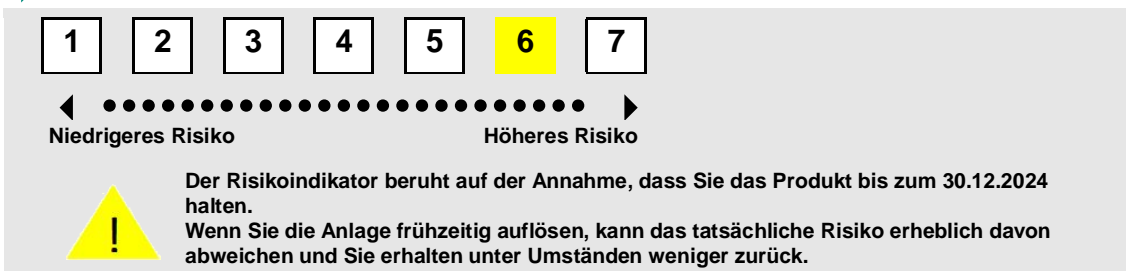 1 2 3 4 5 6 7
Niedrigeres Risiko Höheres Risiko
! Der Risikoindikator beruht auf der Annahme, dass Sie das Produkt bis zum 30.12.2024
halten.
Wenn Sie die Anlage frühzeitig auflösen, kann das tatsächliche Risiko erheblich davon
abweichen und Sie erhalten unter Umständen weniger zurück.